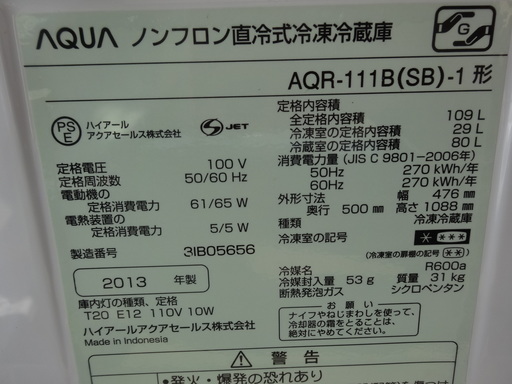 AQUA ノンフロン直冷式冷凍冷蔵庫
G
AQR-111B(SB)-1 形
PS E ハイアール アクアセールス株式会社
S JET
定格電圧 100 V
定格周波数 50/60 Hz
電動機の
定格消費電力 61/65 W
電熱装置の
定格消費電力 5/5 W
製造番号 3IB05656
2013 年製
庫内灯の種類、定格
T20 E12 110V 10W
ハイアールアクアセールス株式会社
Made in Indonesia
定格内容積
全定格内容積 109 L
冷凍室の定格内容積 29 L
冷蔵室の定格内容積 80 L
消費電力量 (JIS C 9801-2006年)
50Hz 270 kWh/年
60Hz 270 kWh/年
外形寸法 幅 476 ㎜
奥行 500 ㎜ 高さ 1088 ㎜
種類 冷凍冷蔵庫
冷凍室の記号 * ***
(冷凍室の扉棚の記号 **)
冷媒名 R600a
冷媒封入量 53 g 質量 31 kg
断熱発泡ガス シクロペンタン
お願い
ナイフやねじまわしを使って、
冷却器の霜をとることは、
絶対にやめてください。
⚠ 警告
●発火・爆発の恐れあり